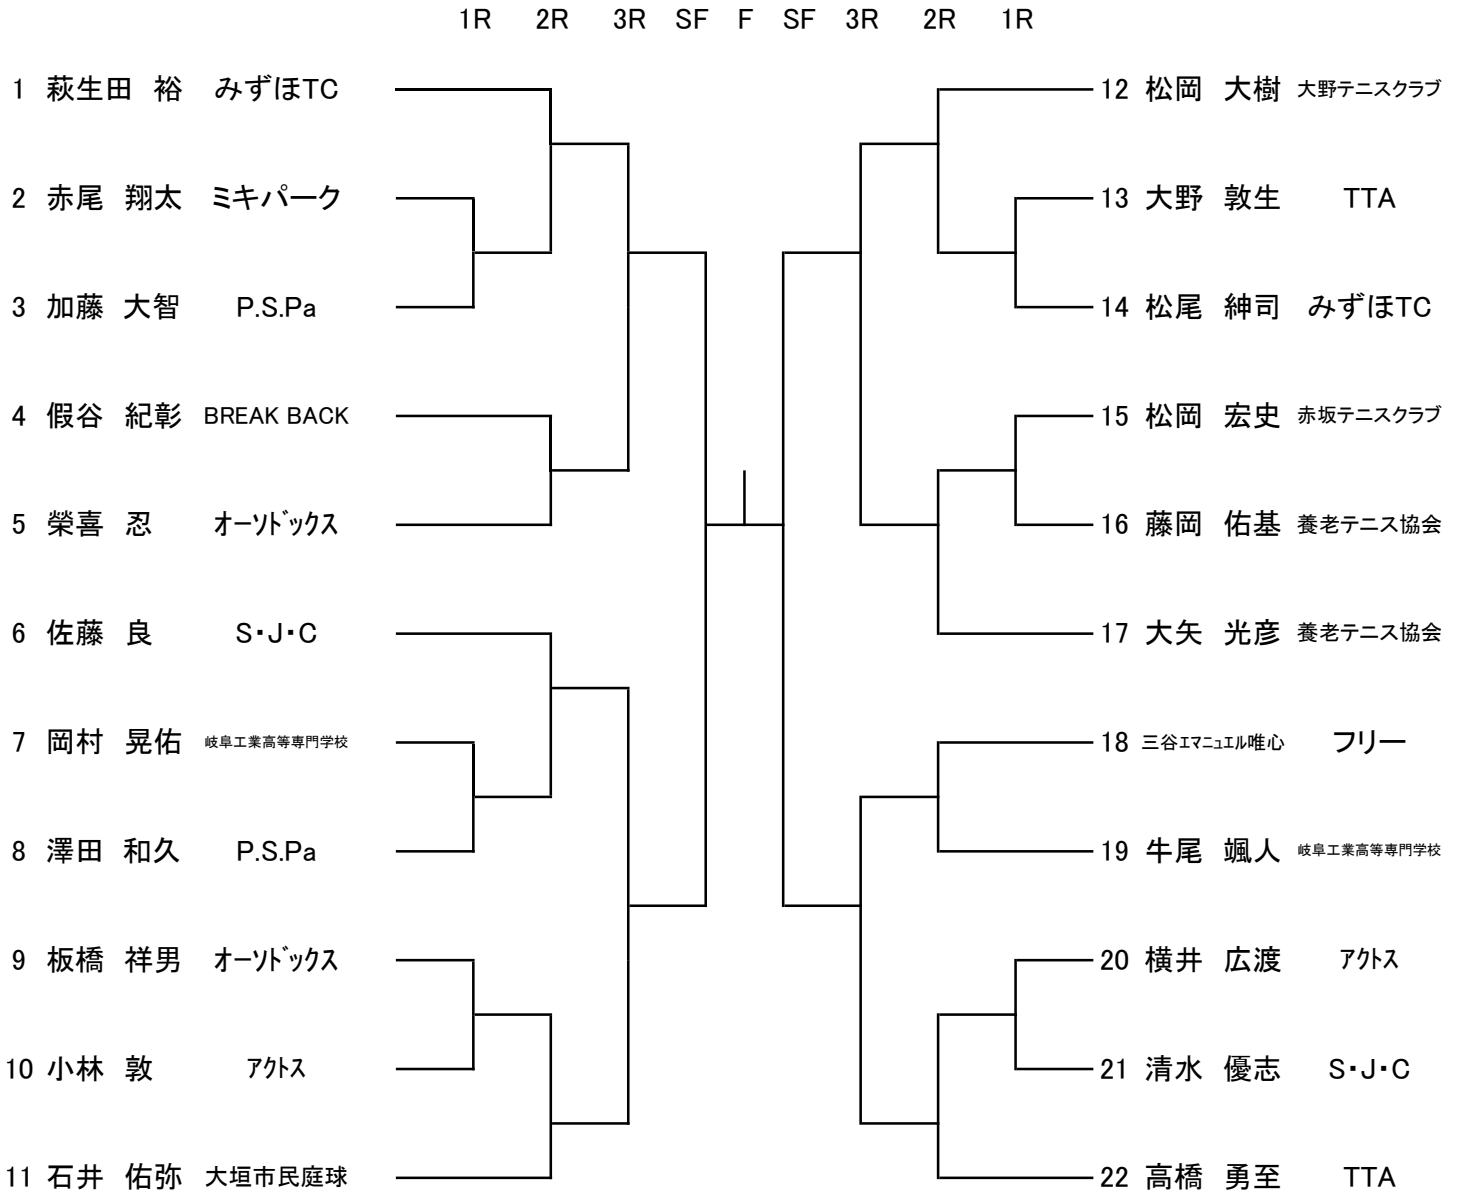 1R 2R 3R SF F SF 3R 2R 1R
1 萩生田 裕 みずほTC
12 松岡 大樹 大野テニスクラブ
2 赤尾 翔太 ミキパーク
13 大野 敦生 TTA
3 加藤 大智 P.S.Pa
14 松尾 紳司 みずほTC
4 假谷 紀彰 BREAK BACK
15 松岡 宏史 赤坂テニスクラブ
5 榮喜 忍 ｵｰｿﾄﾞｯｸｽ
16 藤岡 佑基 養老テニス協会
6 佐藤 良 S・J・C
17 大矢 光彦 養老テニス協会
7 岡村 晃佑 岐阜工業高等専門学校
18 三谷ｴﾏﾆｭｴﾙ唯心 フリー
8 澤田 和久 P.S.Pa
19 牛尾 颯人 岐阜工業高等専門学校
9 板橋 祥男 ｵｰｿﾄﾞｯｸｽ
20 横井 広渡 ｱｸﾄｽ
10 小林 敦 ｱｸﾄｽ
21 清水 優志 S・J・C
11 石井 佑弥 大垣市民庭球
22 高橋 勇至 TTA